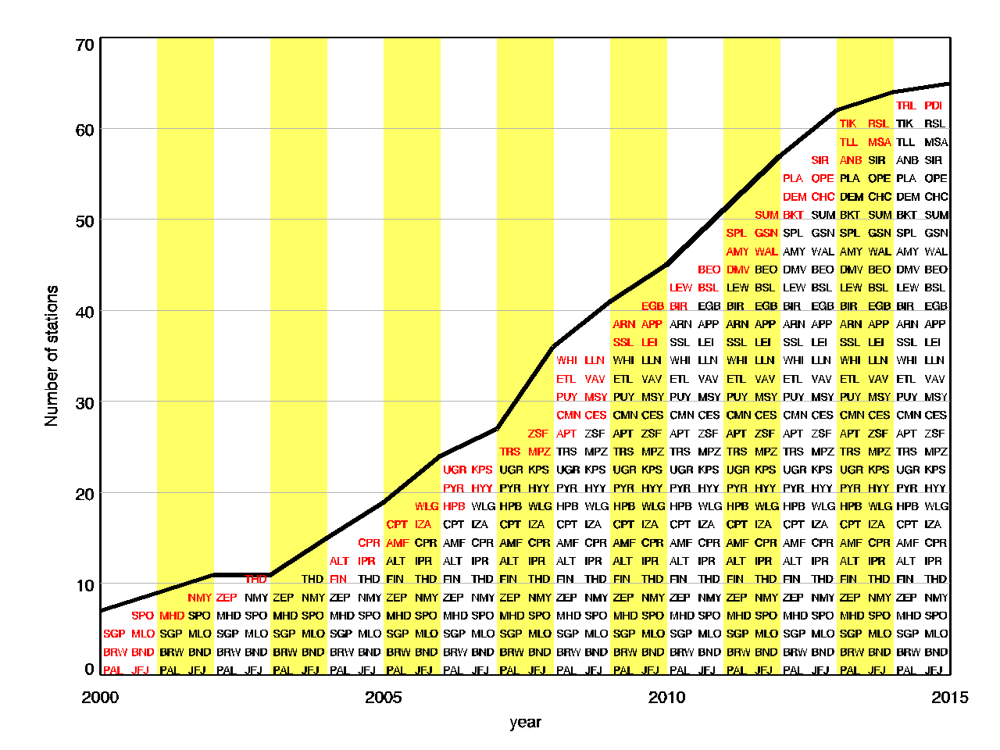 70
TRL PDI
60
TIK RSL TIK RSL
TLL MSA TLL MSA
SIR ANB SIR ANB SIR
PLA OPE PLA OPE PLA OPE
DEM CHC DEM CHC DEM CHC
50
SUM BKT SUM BKT SUM BKT SUM
SPL GSN SPL GSN SPL GSN SPL GSN
AMY WAL AMY WAL AMY WAL AMY WAL
BEO DMV BEO DMV BEO DMV BEO DMV BEO
LEW BSL LEW BSL LEW BSL LEW BSL LEW BSL
40
EGB BIR EGB BIR EGB BIR EGB BIR EGB BIR EGB
ARN APP ARN APP ARN APP ARN APP ARN APP ARN APP
SSL LEI SSL LEI SSL LEI SSL LEI SSL LEI SSL LEI
WHI LLN WHI LLN WHI LLN WHI LLN WHI LLN WHI LLN WHI LLN
ETL VAV ETL VAV ETL VAV ETL VAV ETL VAV ETL VAV ETL VAV
30
PUY MSY PUY MSY PUY MSY PUY MSY PUY MSY PUY MSY PUY MSY
CMN CES CMN CES CMN CES CMN CES CMN CES CMN CES CMN CES
ZSF APT ZSF APT ZSF APT ZSF APT ZSF APT ZSF APT ZSF APT ZSF
TRS MPZ TRS MPZ TRS MPZ TRS MPZ TRS MPZ TRS MPZ TRS MPZ TRS MPZ
UGR KPS UGR KPS UGR KPS UGR KPS UGR KPS UGR KPS UGR KPS UGR KPS UGR KPS
20
PYR HYY PYR HYY PYR HYY PYR HYY PYR HYY PYR HYY PYR HYY PYR HYY PYR HYY
WLG HPB WLG HPB WLG HPB WLG HPB WLG HPB WLG HPB WLG HPB WLG HPB WLG HPB WLG
CPT IZA CPT IZA CPT IZA CPT IZA CPT IZA CPT IZA CPT IZA CPT IZA CPT IZA CPT IZA
CPR AMF CPR AMF CPR AMF CPR AMF CPR AMF CPR AMF CPR AMF CPR AMF CPR AMF CPR AMF CPR
ALT IPR ALT IPR ALT IPR ALT IPR ALT IPR ALT IPR ALT IPR ALT IPR ALT IPR ALT IPR ALT IPR
10
THD THD FIN THD FIN THD FIN THD FIN THD FIN THD FIN THD FIN THD FIN THD FIN THD FIN THD FIN THD
NMY ZEP NMY ZEP NMY ZEP NMY ZEP NMY ZEP NMY ZEP NMY ZEP NMY ZEP NMY ZEP NMY ZEP NMY ZEP NMY ZEP NMY ZEP NMY
SPO MHD SPO MHD SPO MHD SPO MHD SPO MHD SPO MHD SPO MHD SPO MHD SPO MHD SPO MHD SPO MHD SPO MHD SPO MHD SPO MHD SPO
SGP MLO SGP MLO SGP MLO SGP MLO SGP MLO SGP MLO SGP MLO SGP MLO SGP MLO SGP MLO SGP MLO SGP MLO SGP MLO SGP MLO SGP MLO
BRW BND BRW BND BRW BND BRW BND BRW BND BRW BND BRW BND BRW BND BRW BND BRW BND BRW BND BRW BND BRW BND BRW BND BRW BND
0
PAL JFJ PAL JFJ PAL JFJ PAL JFJ PAL JFJ PAL JFJ PAL JFJ PAL JFJ PAL JFJ PAL JFJ PAL JFJ PAL JFJ PAL JFJ PAL JFJ PAL JFJ
Number of stations
2000 2005 2010 2015
year